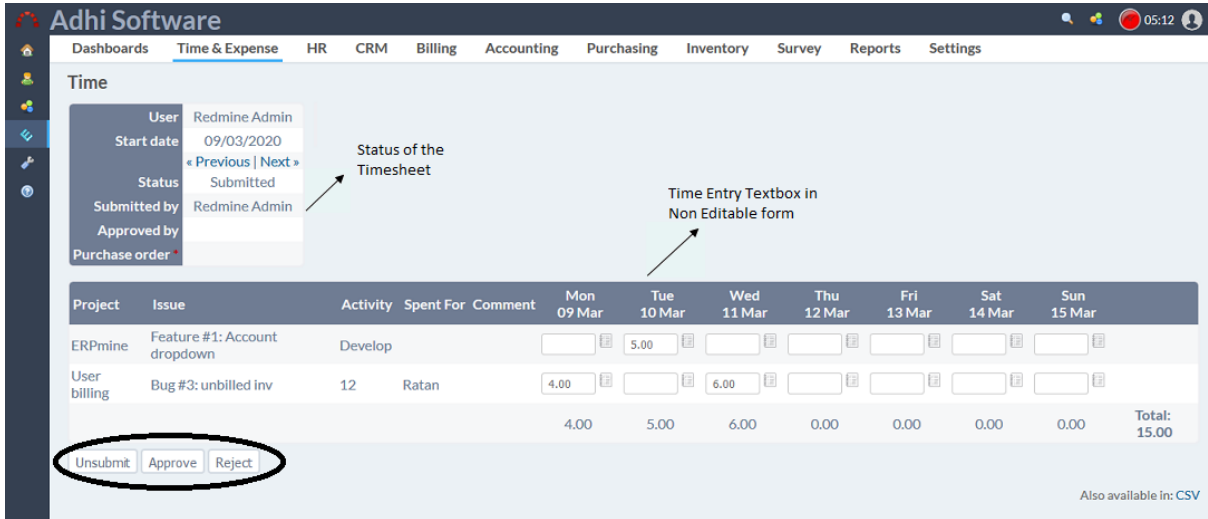 Adhi Software
05:12
Dashboards Time & Expense HR CRM Billing Accounting Purchasing Inventory Survey Reports Settings
Time
User Redmine Admin
Start date 09/03/2020
« Previous | Next »
Status Submitted
Submitted by Redmine Admin
Approved by
Purchase order*
Status of the
Timesheet
Time Entry Textbox in
Non Editable form
Project Issue Activity Spent For Comment Mon Tue Wed Thu Fri Sat Sun
09 Mar 10 Mar 11 Mar 12 Mar 13 Mar 14 Mar 15 Mar
ERPmine Feature #1: Account
dropdown Develop 5.00
User
billing Bug #3: unbilled inv 12 Ratan 4.00 6.00
4.00 5.00 6.00 0.00 0.00 0.00 0.00 Total:
15.00
Unsubmit Approve Reject
Also available in: CSV